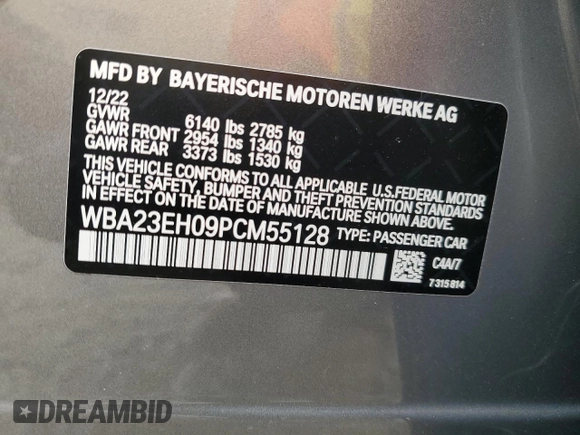 MFD BY BAYERISCHE MOTOREN WERKE AG
12/22
GVWR 6140 lbs 2785 kg
GAWR FRONT 2954 lbs 1340 kg
GAWR REAR 3373 lbs 1530 kg
THIS VEHICLE CONFORMS TO ALL APPLICABLE U.S.FEDERAL MOTOR
VEHICLE SAFETY, BUMPER AND THEFT PREVENTION STANDARDS
IN EFFECT ON THE DATE OF MANUFACTURE SHOWN ABOVE.
WBA23EH09PCM55128 TYPE: PASSENGER CAR
C4A/7
7315814
DREAMBID